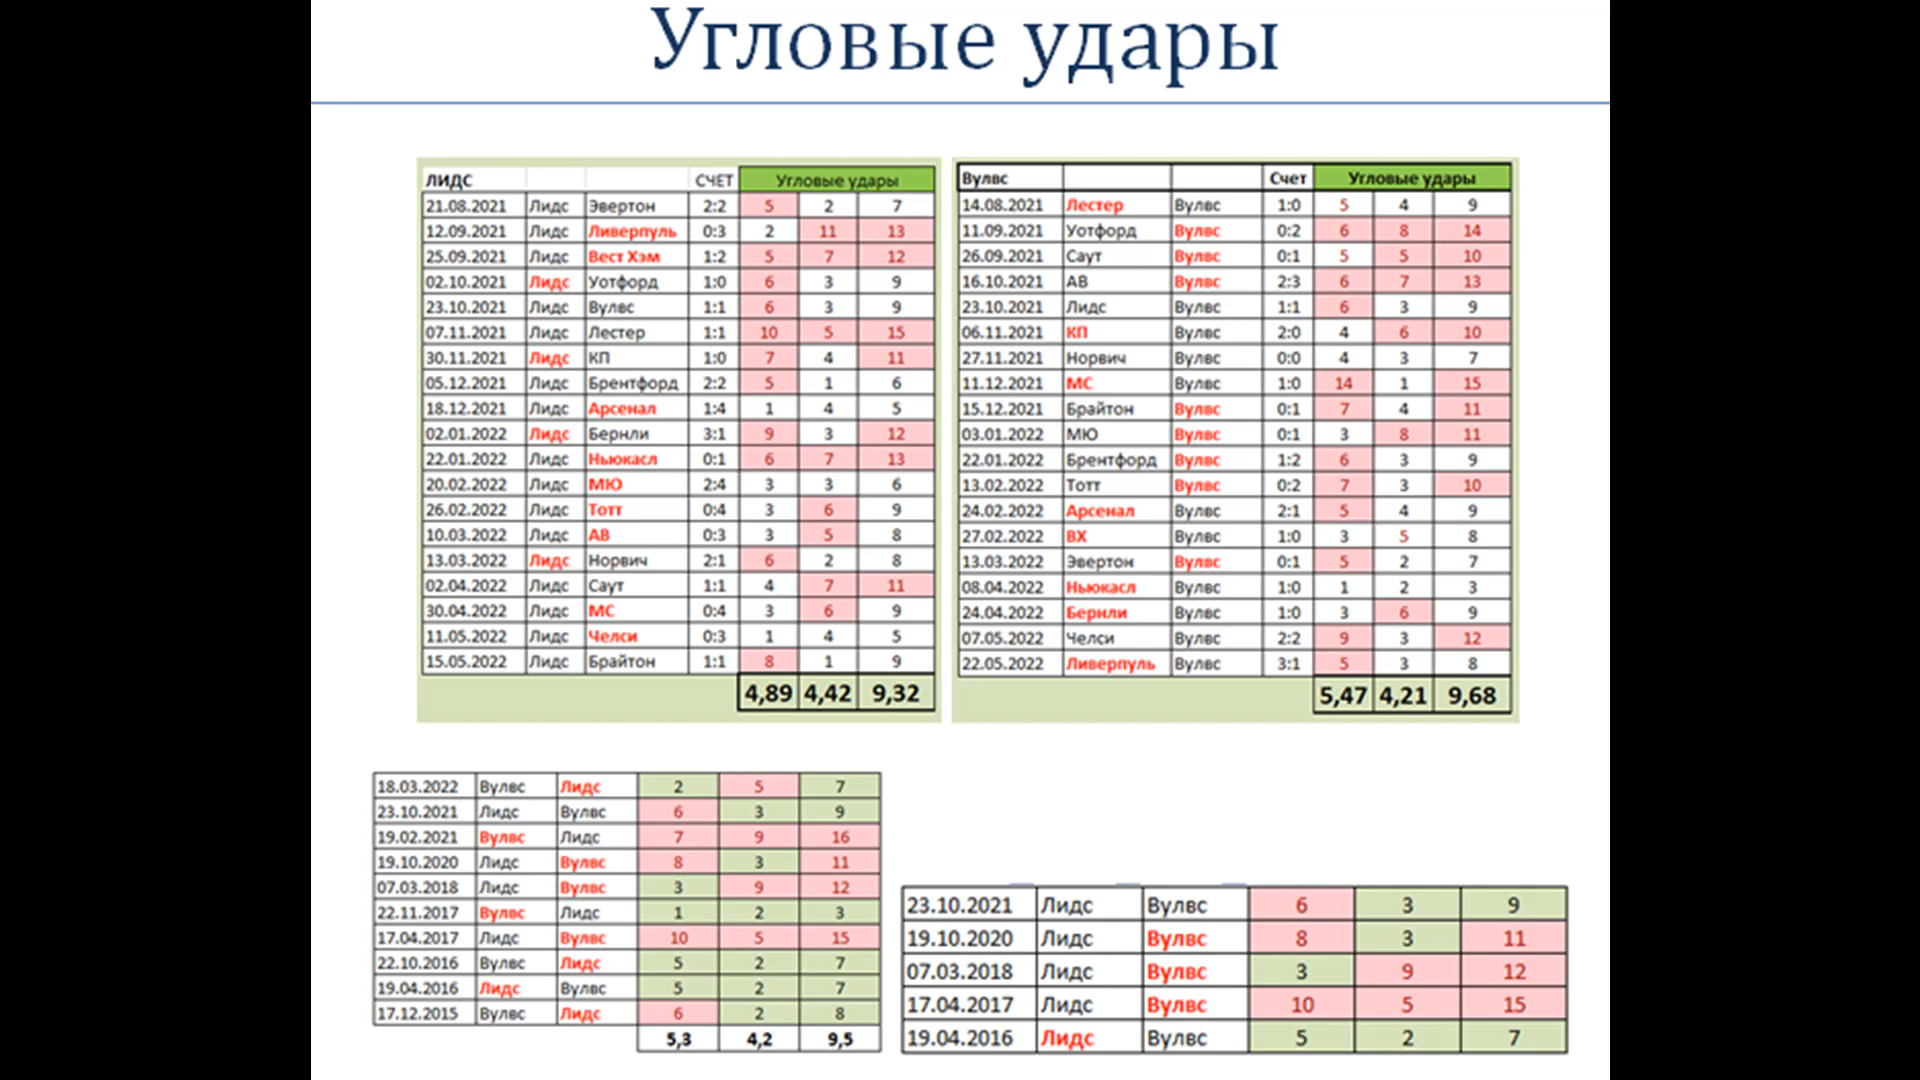 Угловые удары
ЛИДС СЧЕТ Угловые удары
21.08.2021 Лидс Эвертон 2:2 5 2 7
12.09.2021 Лидс Ливерпуль 0:3 2 11 13
25.09.2021 Лидс Вест Хэм 1:2 5 7 12
02.10.2021 Лидс Уотфорд 1:0 6 3 9
23.10.2021 Лидс Вулвс 1:1 6 3 9
07.11.2021 Лидс Лестер 1:1 10 5 15
30.11.2021 Лидс КП 1:0 7 4 11
05.12.2021 Лидс Брентфорд 2:2 5 1 6
18.12.2021 Лидс Арсенал 1:4 1 4 5
02.01.2022 Лидс Бернли 3:1 9 3 12
22.01.2022 Лидс Ньюкасл 0:1 6 7 13
20.02.2022 Лидс МЮ 2:4 3 3 6
26.02.2022 Лидс Тотт 0:4 3 6 9
10.03.2022 Лидс АВ 0:3 3 5 8
13.03.2022 Лидс Норвич 2:1 6 2 8
02.04.2022 Лидс Саут 1:1 4 7 11
30.04.2022 Лидс МС 0:4 3 6 9
11.05.2022 Лидс Челси 0:3 1 4 5
15.05.2022 Лидс Брайтон 1:1 8 1 9
4,89 4,42 9,32
Вулвс Счет Угловые удары
14.08.2021 Лестер Вулвс 1:0 5 4 9
11.09.2021 Уотфорд Вулвс 0:2 6 8 14
26.09.2021 Саут Вулвс 0:1 5 5 10
16.10.2021 АВ Вулвс 2:3 6 7 13
23.10.2021 Лидс Вулвс 1:1 6 3 9
06.11.2021 КП Вулвс 2:0 4 6 10
27.11.2021 Норвич Вулвс 0:0 4 3 7
11.12.2021 МС Вулвс 1:0 14 1 15
15.12.2021 Брайтон Вулвс 0:1 7 4 11
03.01.2022 МЮ Вулвс 0:1 3 8 11
22.01.2022 Брентфорд Вулвс 1:2 6 3 9
13.02.2022 Тотт Вулвс 0:2 7 3 10
24.02.2022 Арсенал Вулвс 2:1 5 4 9
27.02.2022 ВХ Вулвс 1:0 3 5 8
13.03.2022 Эвертон Вулвс 0:1 5 2 7
08.04.2022 Ньюкасл Вулвс 1:0 1 2 3
24.04.2022 Бернли Вулвс 1:0 3 6 9
07.05.2022 Челси Вулвс 2:2 9 3 12
22.05.2022 Ливерпуль Вулвс 3:1 5 3 8
5,47 4,21 9,68
18.03.2022 Вулвс Лидс 2 5 7
23.10.2021 Лидс Вулвс 6 3 9
19.02.2021 Вулвс Лидс 7 9 16
19.10.2020 Лидс Вулвс 8 3 11
07.03.2018 Лидс Вулвс 3 9 12
22.11.2017 Вулвс Лидс 1 2 3
17.04.2017 Лидс Вулвс 10 5 15
22.10.2016 Вулвс Лидс 5 2 7
19.04.2016 Лидс Вулвс 5 2 7
17.12.2015 Вулвс Лидс 6 2 8
5,3 4,2 9,5
23.10.2021 Лидс Вулвс 6 3 9
19.10.2020 Лидс Вулвс 8 3 11
07.03.2018 Лидс Вулвс 3 9 12
17.04.2017 Лидс Вулвс 10 5 15
19.04.2016 Лидс Вулвс 5 2 7